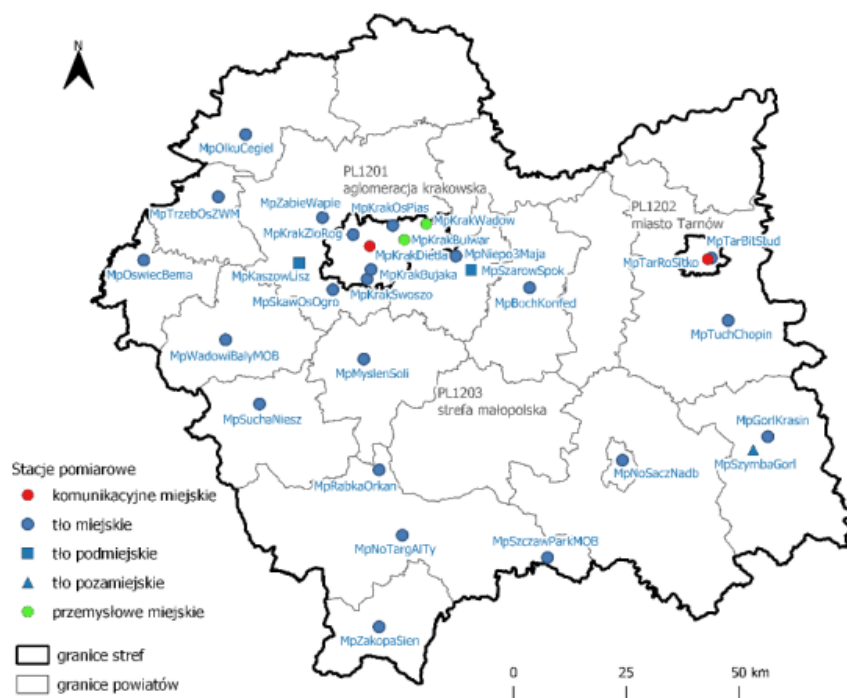 N
MpOlkuCegiel
PL1201
aglomeracja krakowska
MpZabieWapie
MpKrakOsPias
MpTrzebOsZWM
MpKrakWadow
PL1202
miasto Tarnów
MpKrakZloRog
MpKrakBulwar
MpTarBitStud
MpKrakDietla
MpNiepo3Maja
MpTarRoSitko
MpOswiecBema
MpKaszowLisz
MpKrakBujaka
MpSzarowSpok
MpSkawOsOgro
MpKrakSwoszo
MpBochKonfed
MpTuchChopin
MpWadowiBalyMOB
MpMyslenSoli
PL1203
strefa małopolska
MpSuchaNiesz
MpGorlKrasin
MpSzymbaGorl
MpNoSaczNadb
MpRabkaOrkan
MpNoTargAlTy
MpSzczawParkMOB
MpZakopaSien
Stacje pomiarowe
komunikacyjne miejskie
tło miejskie
tło podmiejskie
tło pozamiejskie
przemysłowe miejskie
granice stref
granice powiatów
0 25 50 km